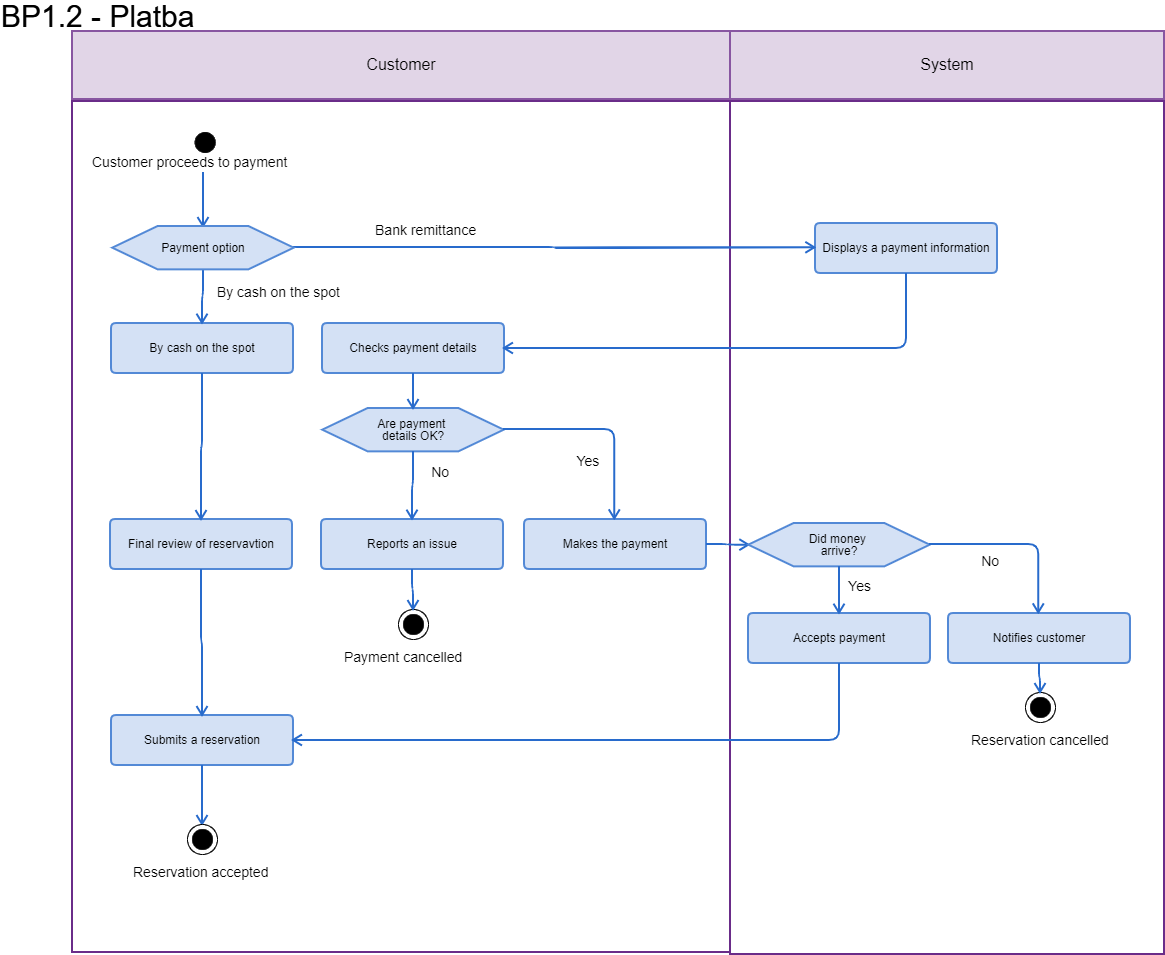 BP1.2 - Platba
Customer
System
Customer proceeds to payment
Payment option
Bank remittance
Displays a payment information
By cash on the spot
By cash on the spot
Checks payment details
Are payment
details OK?
No
Yes
Final review of reservavtion
Reports an issue
Makes the payment
Did money
arrive?
No
Yes
Accepts payment
Notifies customer
Payment cancelled
Submits a reservation
Reservation cancelled
Reservation accepted